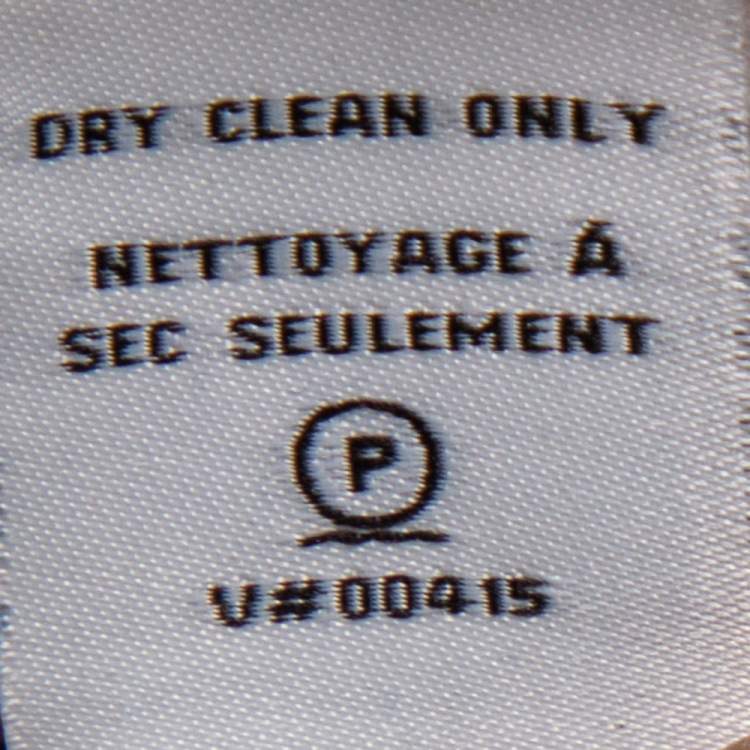 DRY CLEAN ONLY
NETTOYAGE Á
SEC SEULEMENT
P
V#00415